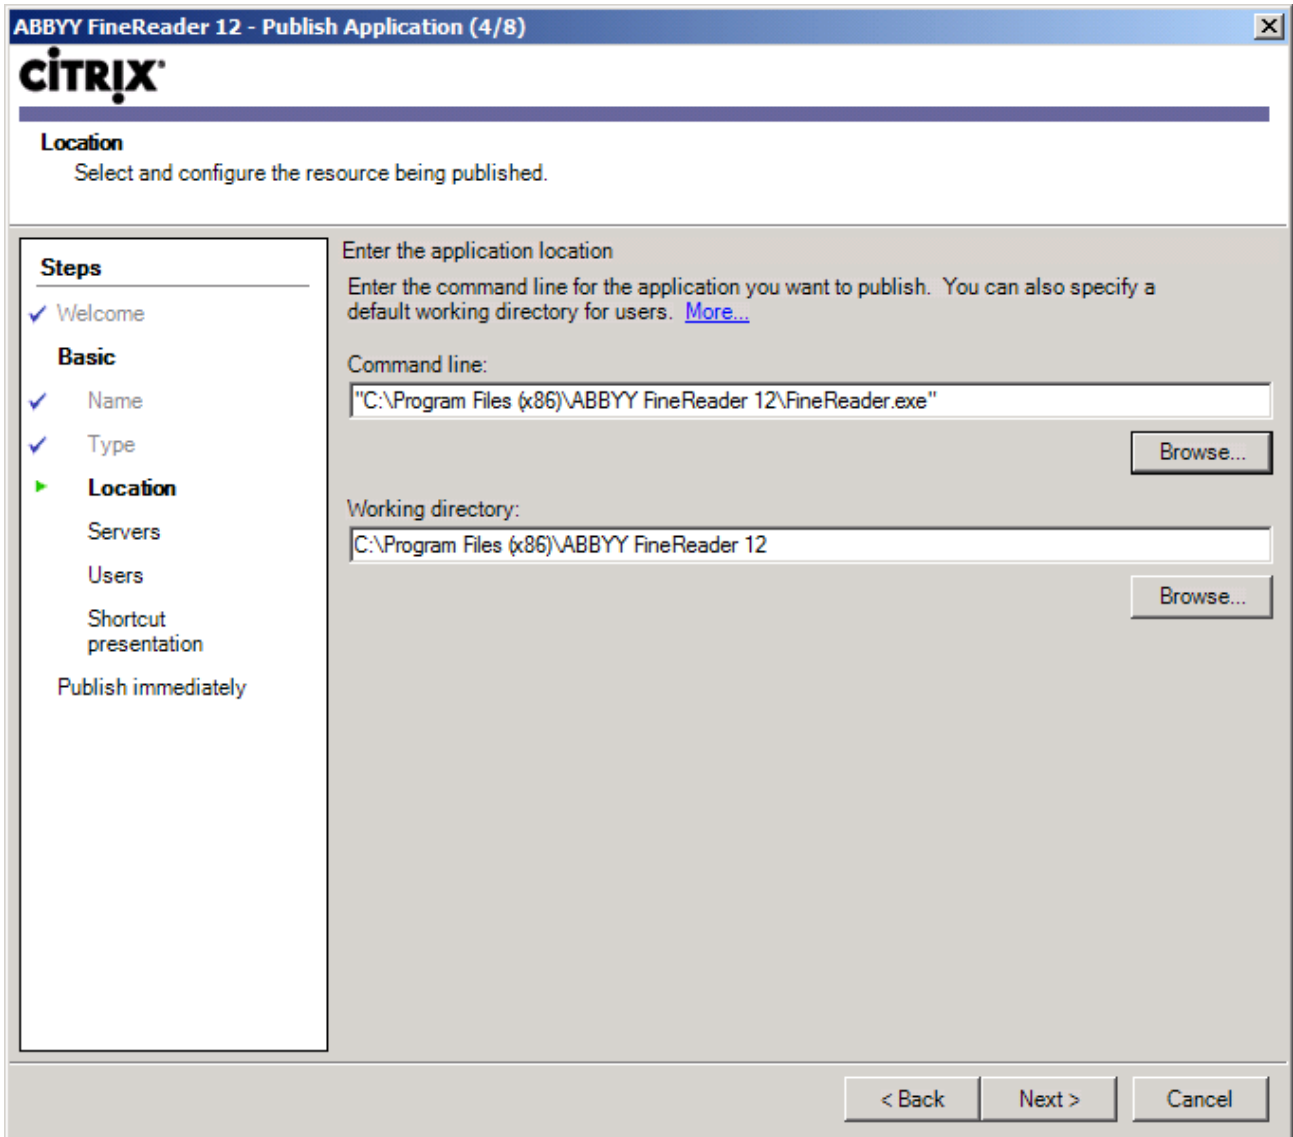 ABBYY FineReader 12 - Publish Application (4/8)
CİTRIX
Location
Select and configure the resource being published.
Steps
Welcome
Basic
Name
Type
Location
Servers
Users
Shortcut
presentation
Publish immediately
Enter the application location
Enter the command line for the application you want to publish. You can also specify a
default working directory for users. More...
Command line:
"C:\Program Files (x86)\ABBYY FineReader 12\FineReader.exe"
Browse...
Working directory:
C:\Program Files (x86)\ABBYY FineReader 12
Browse...
< Back
Next >
Cancel